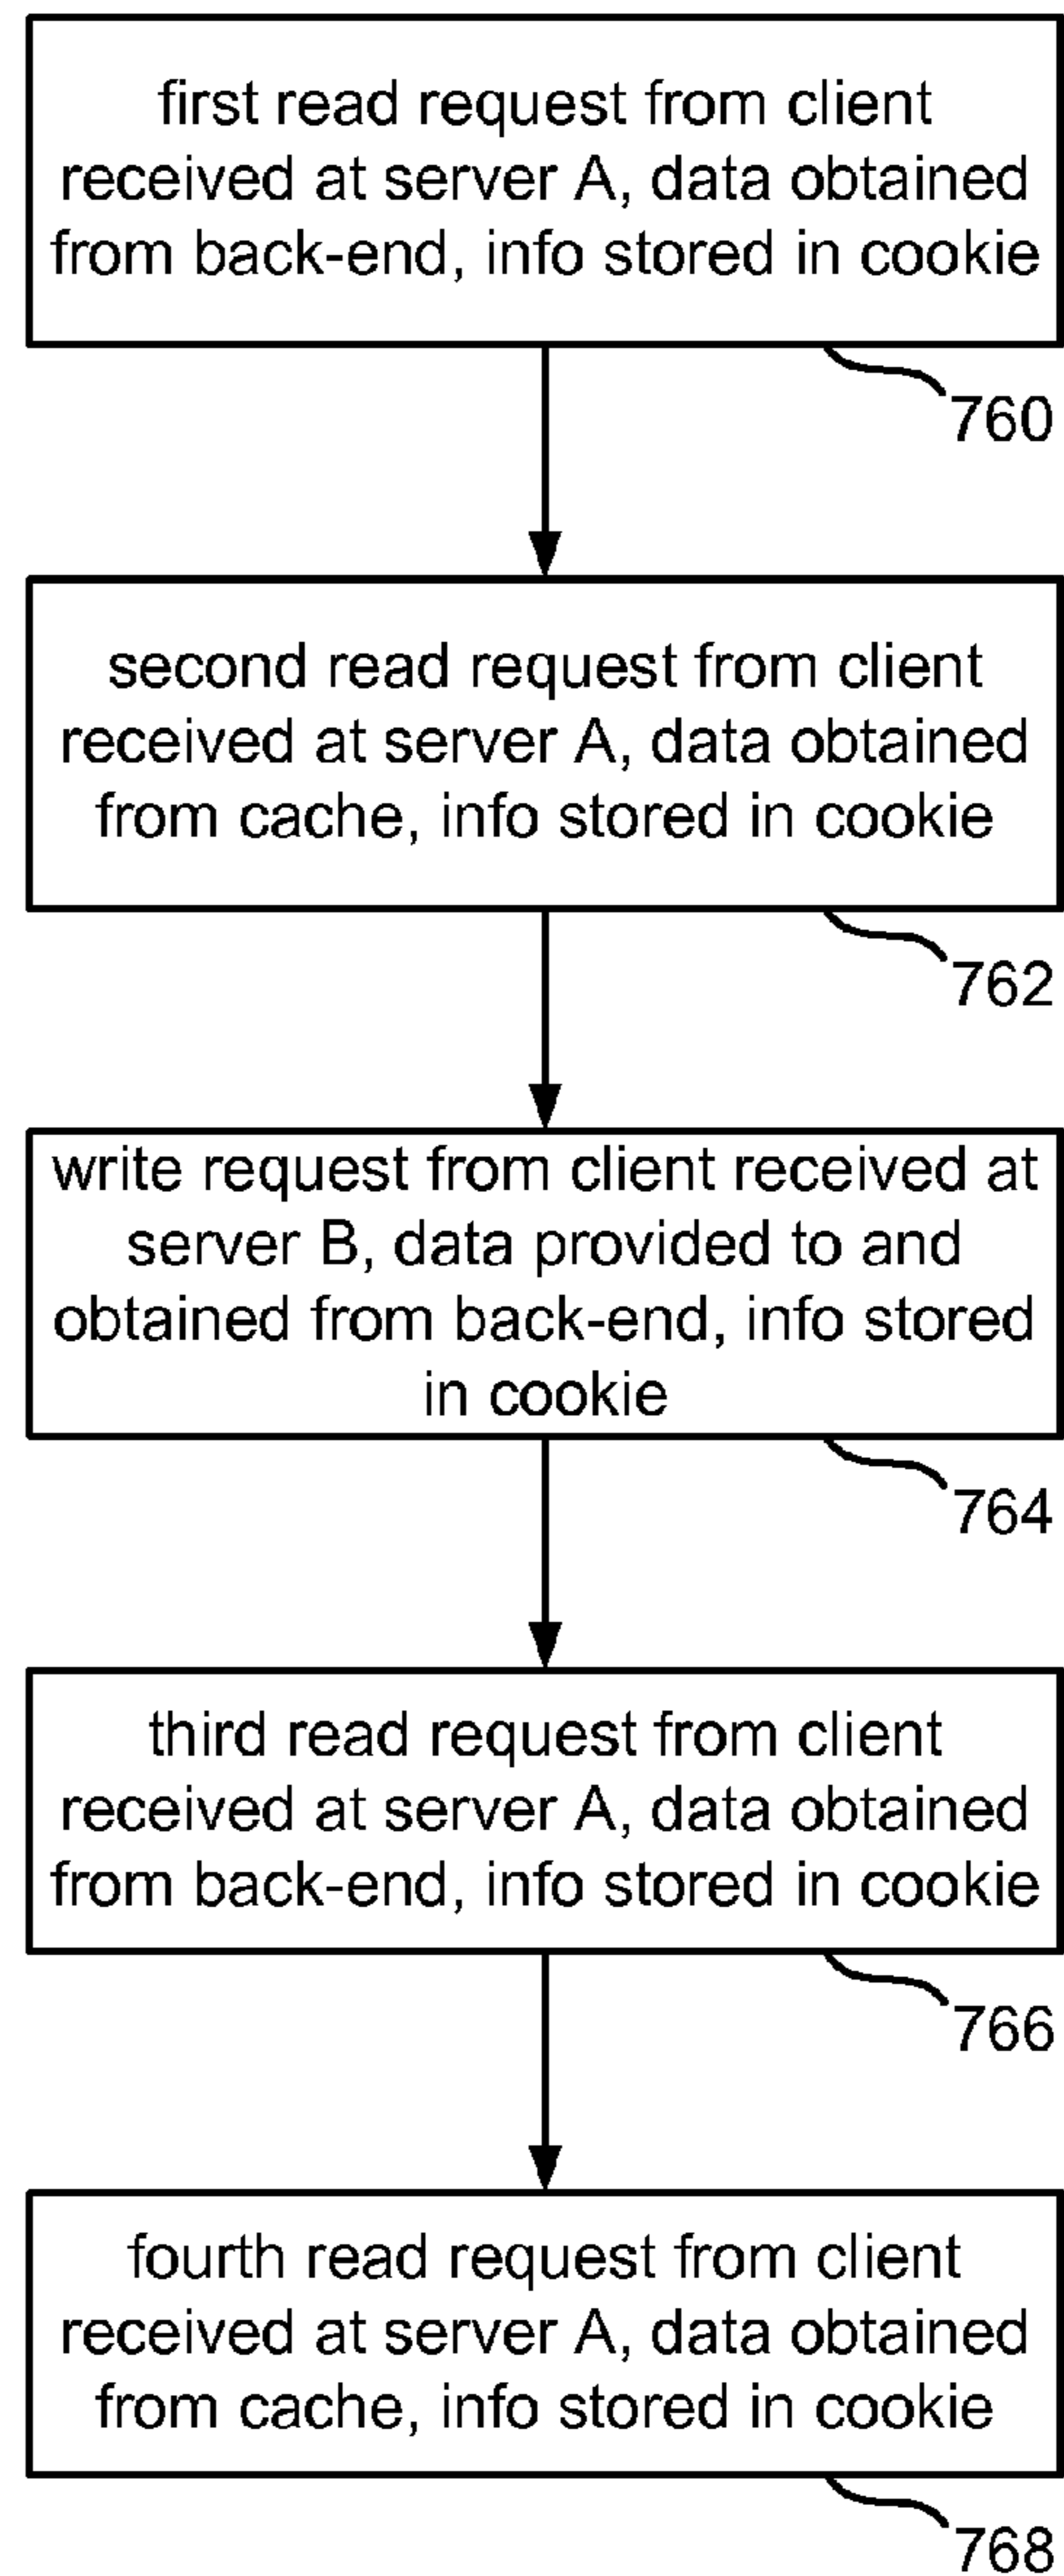 first read request from client
received at server A, data obtained
from back-end, info stored in cookie
760
second read request from client
received at server A, data obtained
from cache, info stored in cookie
762
write request from client received at
server B, data provided to and
obtained from back-end, info stored
in cookie
764
third read request from client
received at server A, data obtained
from back-end, info stored in cookie
766
fourth read request from client
received at server A, data obtained
from cache, info stored in cookie
768